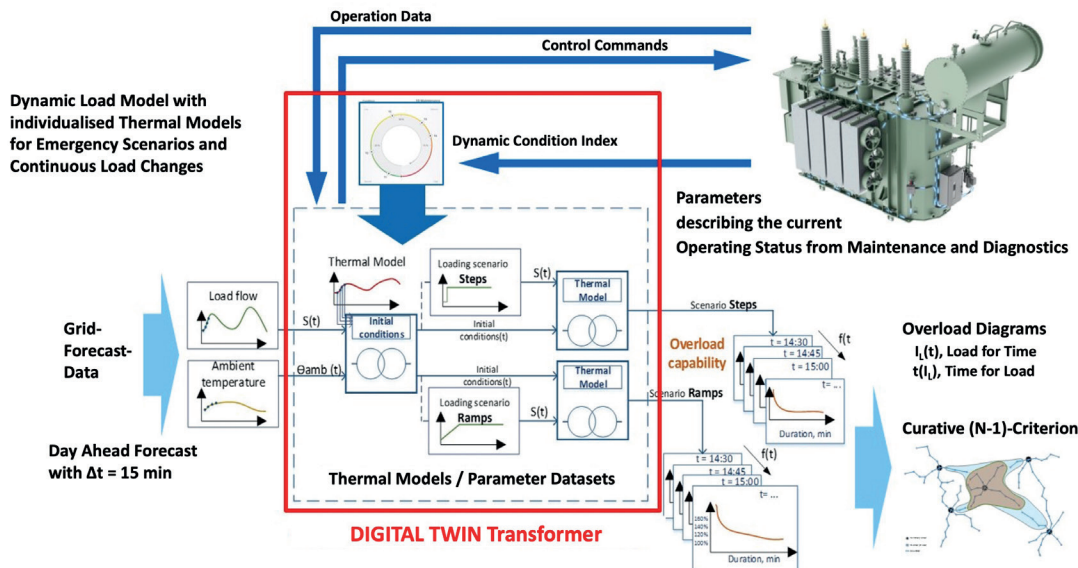 Operation Data
Control Commands
Dynamic Load Model with
individualised Thermal Models
for Emergency Scenarios and
Continuous Load Changes
Dynamic Condition Index
Parameters
describing the current
Operating Status from Maintenance and Diagnostics
Grid-
Forecast-
Data
Day Ahead Forecast
with Δt = 15 min
Load flow
S(t)
Ambient
temperature
Θamb (t)
Thermal Model
Initial
conditions
Loading scenario
Steps
S(t)
Initial
conditions(t)
Thermal
Model
Initial
conditions(t)
Loading scenario
Ramps
S(t)
Thermal
Model
Thermal Models / Parameter Datasets
DIGITAL TWIN Transformer
Scenario Steps
Overload
capability
Scenario Ramps
f(t
t = 14:30
t = 14:45
t = 15:00
t= ...
Duration, min
f(t)
t = 14:30
t = 14:45
t = 15:00
t= ...
160%
140%
120%
100%
Duration, min
Overload Diagrams
IL(t), Load for Time
t(IL), Time for Load
Curative (N-1)-Criterion